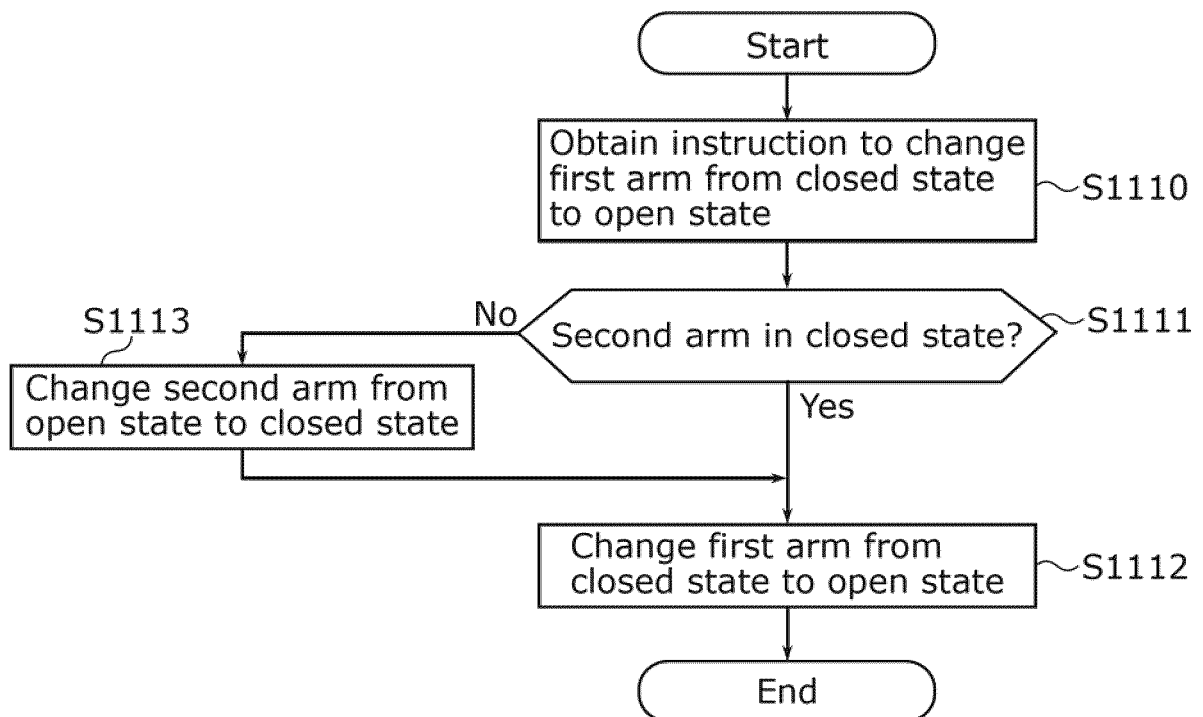 Start
Obtain instruction to change
first arm from closed state
to open state
S1110
Second arm in closed state?
S1111
No
Yes
S1113
Change second arm from
open state to closed state
Change first arm from
closed state to open state
S1112
End